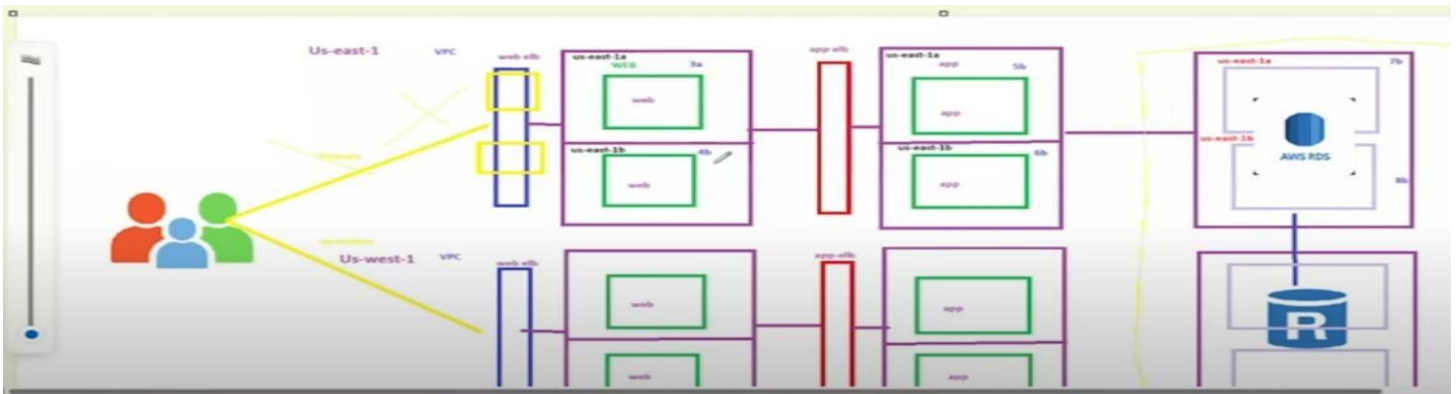 Us-east-1
VPC
web elb
us-east-1a
WEB
3a
web
us-east-1b
4b
web
app elb
us-east-1a
app
5b
app
us-east-1b
6b
app
us-east-1a
7b
us-east-1b
AWS RDS
8b
Us-west-1
VPC
web elb
web
web
app-elb
app
app
R